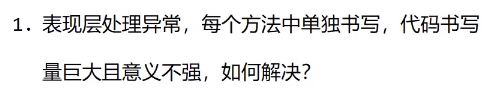 1. 表现层处理异常，每个方法中单独书写，代码书写
量巨大且意义不强，如何解决？